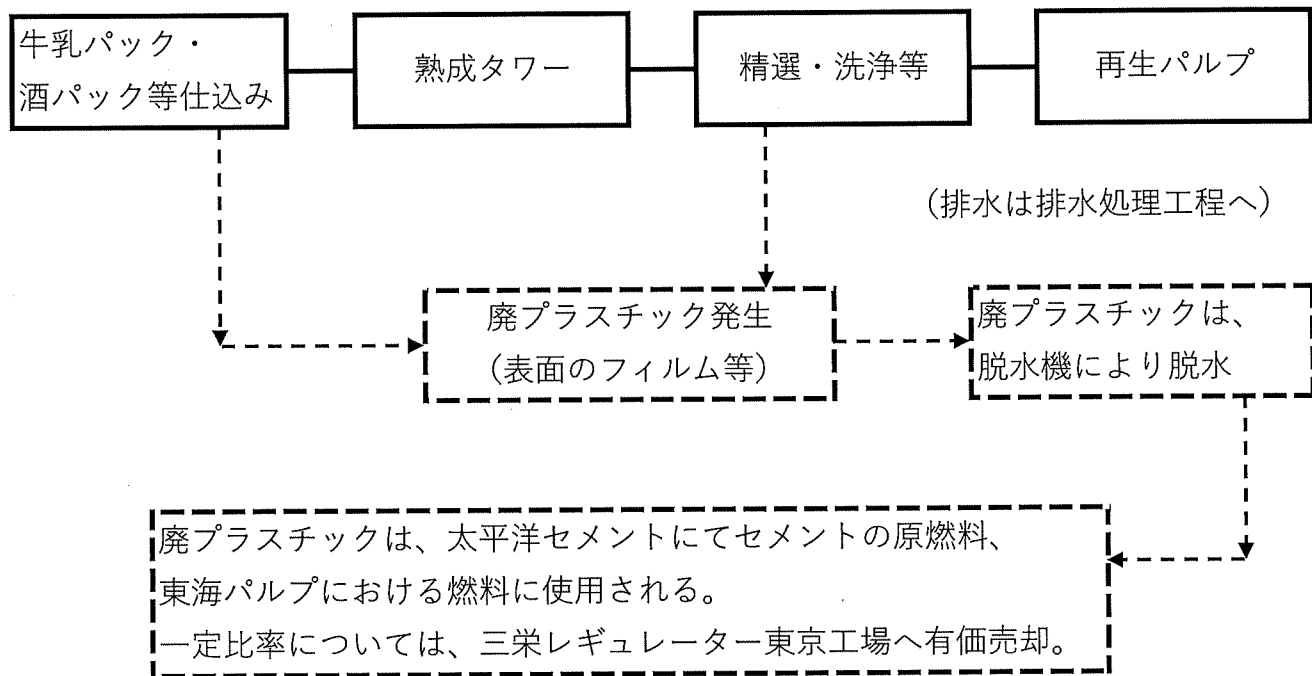 牛乳パック・
酒パック等仕込み
熟成タワー
精選・洗浄等
再生パルプ
（排水は排水処理工程へ）
廃プラスチック発生
（表面のフィルム等）
廃プラスチックは、
脱水機により脱水
廃プラスチックは、太平洋セメントにてセメントの原燃料、
東海パルプにおける燃料に使用される。
一定比率については、三栄レギュレーター東京工場へ有価売却。